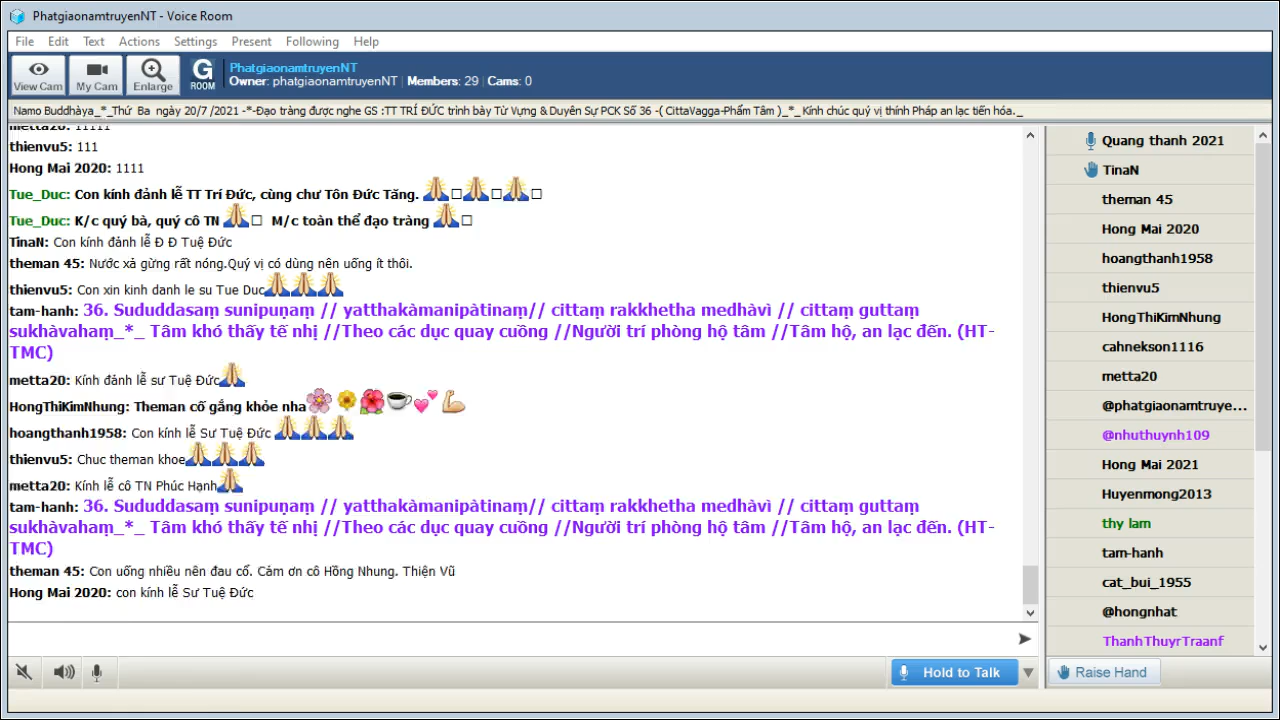 PhatgiaonamtruyenNT - Voice Room
File Edit Text Actions Settings Present Following Help
View Cam My Cam Enlarge G ROOM
PhatgiaonamtruyenNT
Owner: phatgiaonamtruyenNT | Members: 29 | Cams: 0
Namo Buddhàya_*_Thứ Ba ngày 20/7 /2021 -*-Đạo tràng được nghe GS :TT TRÍ ĐỨC trình bày Từ Vựng & Duyên Sự PCK Số 36 -( CittaVagga-Phẩm Tâm )_*_ Kính chúc quý vị thính Pháp an lạc tiến hóa._
metta20: 11111
thienvu5: 111
Hong Mai 2020: 1111
Tue_Duc: Con kính đảnh lễ TT Trí Đức, cùng chư Tôn Đức Tăng. 🙏□🙏□🙏□
Tue_Duc: K/c quý bà, quý cô TN 🙏□ M/c toàn thể đạo tràng 🙏□
TinaN: Con kính đảnh lễ Đ Đ Tuệ Đức
theman 45: Nước xả gừng rất nóng.Quý vị có dùng nên uống ít thôi.
thienvu5: Con xin kinh danh le su Tue Duc🙏🙏🙏
tam-hanh: 36. Sududdasaṃ sunipuṇaṃ // yatthakàmanipàtinaṃ// cittaṃ rakkhetha medhàvì // cittaṃ guttaṃ
sukhàvahaṃ_*_ Tâm khó thấy tế nhị //Theo các dục quay cuồng //Người trí phòng hộ tâm //Tâm hộ, an lạc đến. (HT-
TMC)
metta20: Kính đảnh lễ sư Tuệ Đức🙏
HongThiKimNhung: Theman cố gắng khỏe nha🌸🌼🌺☕💕💪
hoangthanh1958: Con kính lễ Sư Tuệ Đức 🙏🙏🙏
thienvu5: Chuc theman khoe🙏🙏🙏
metta20: Kính lễ cô TN Phúc Hạnh🙏
tam-hanh: 36. Sududdasaṃ sunipuṇaṃ // yatthakàmanipàtinaṃ// cittaṃ rakkhetha medhàvì // cittaṃ guttaṃ
sukhàvahaṃ_*_ Tâm khó thấy tế nhị //Theo các dục quay cuồng //Người trí phòng hộ tâm //Tâm hộ, an lạc đến. (HT-
TMC)
theman 45: Con uống nhiều nên đau cổ. Cám ơn cô Hồng Nhung. Thiện Vũ
Hong Mai 2020: con kính lễ Sư Tuệ Đức
Hold to Talk
Quang thanh 2021
TinaN
theman 45
Hong Mai 2020
hoangthanh1958
thienvu5
HongThiKimNhung
cahnekson1116
metta20
@phatgiaonamtruye...
@nhuthuynh109
Hong Mai 2021
Huyenmong2013
thy lam
tam-hanh
cat_bui_1955
@hongnhat
ThanhThuyrTraanf
Raise Hand